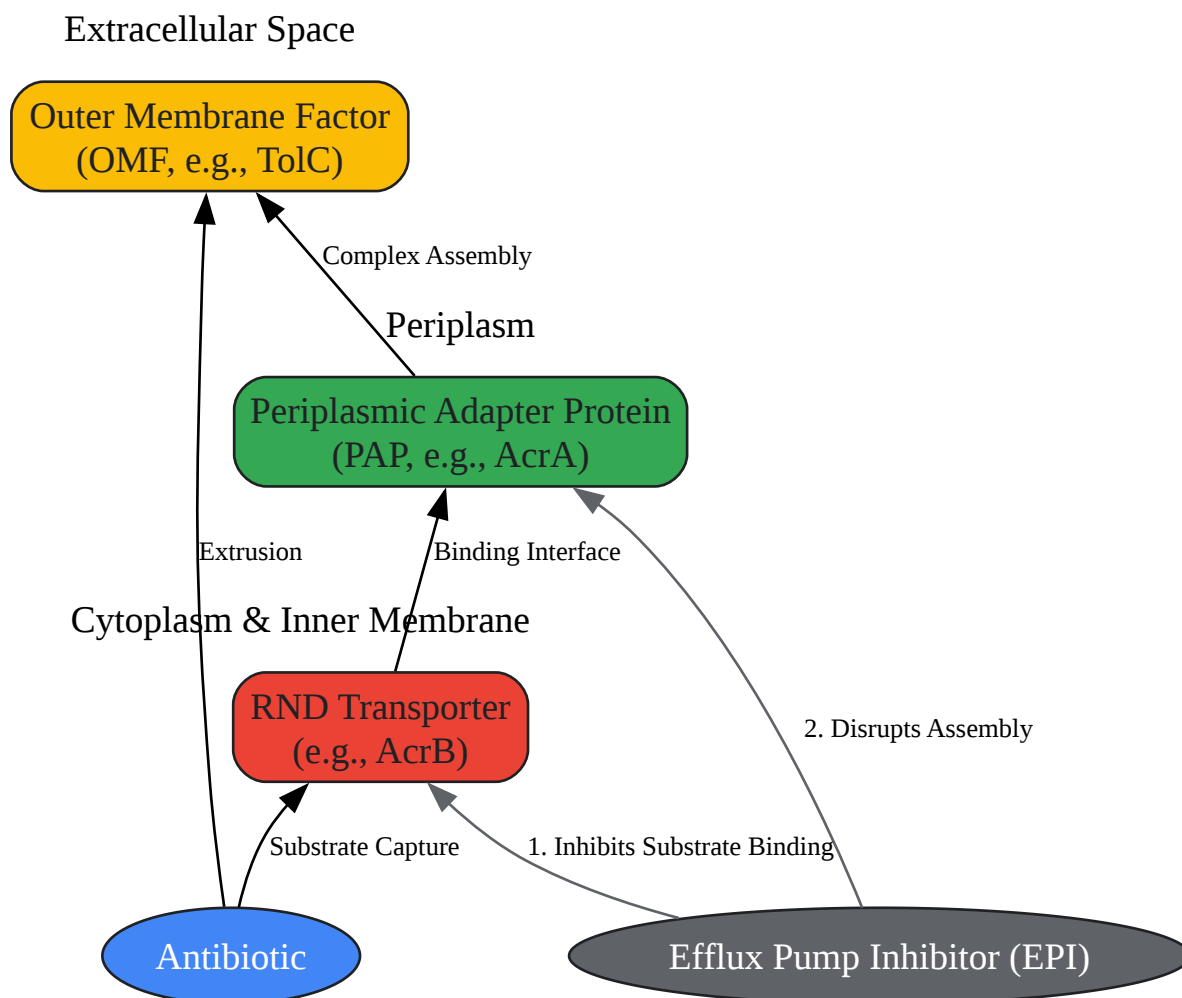 Extracellular Space
Outer Membrane Factor
(OMF, e.g., TolC)
Complex Assembly
Periplasm
Periplasmic Adapter Protein
(PAP, e.g., AcrA)
Extrusion
Binding Interface
Cytoplasm & Inner Membrane
RND Transporter
(e.g., AcrB)
2. Disrupts Assembly
Substrate Capture
1. Inhibits Substrate Binding
Antibiotic
Efflux Pump Inhibitor (EPI)